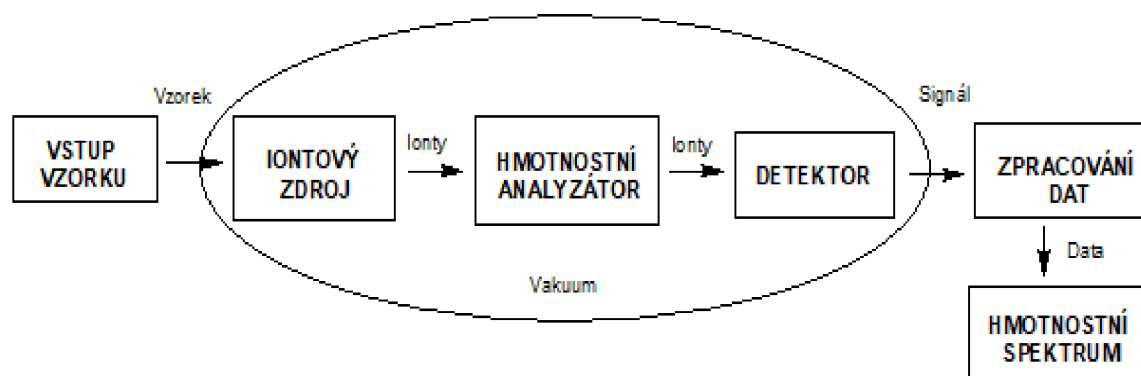 Vzorek
Signál
VSTUP
VZORKU
IONTOVÝ
ZDROJ
Ionty
HMOTNOSTNÍ
ANALYZÁTOR
Ionty
DETEKTOR
ZPRACOVÁNÍ
DAT
Data
Vakuum
HMOTNOSTNÍ
SPEKTRUM